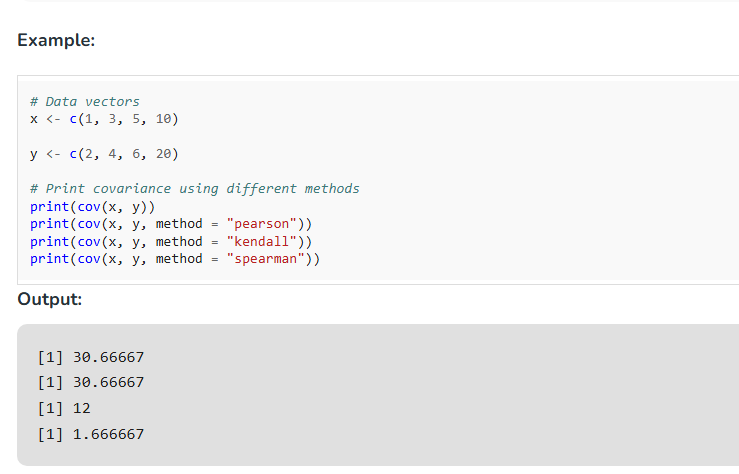 Example:
# Data vectors
x <- c(1, 3, 5, 10)
y <- c(2, 4, 6, 20)
# Print covariance using different methods
print(cov(x, y))
print(cov(x, y, method = "pearson"))
print(cov(x, y, method = "kendall"))
print(cov(x, y, method = "spearman"))
Output:
[1] 30.66667
[1] 30.66667
[1] 12
[1] 1.666667